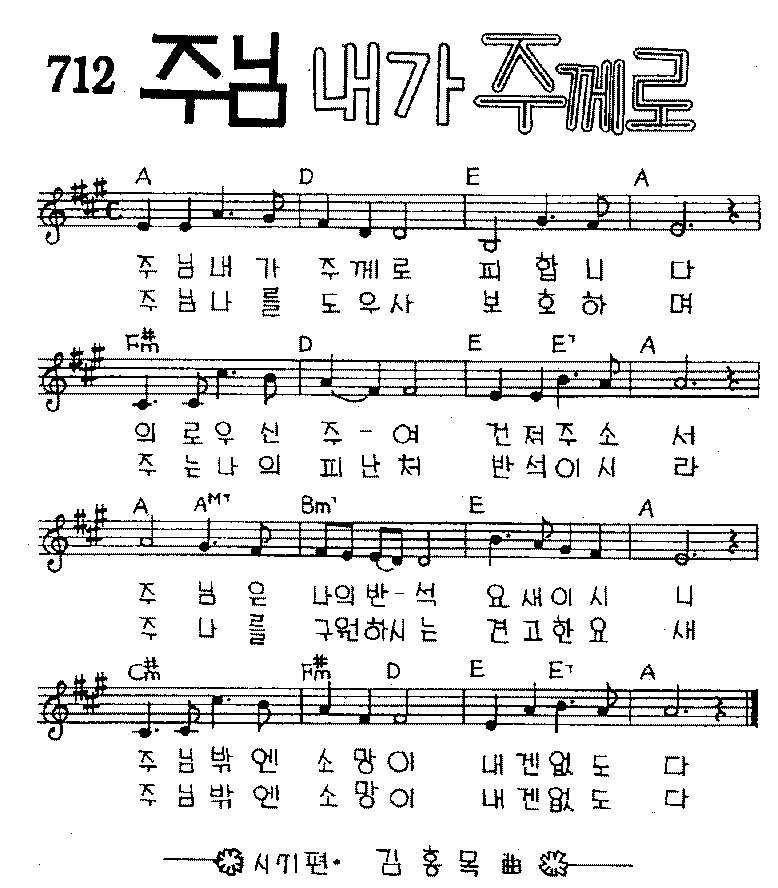 712 주님 내가 주께로
A D E A
주 님 내 가 주 께 로 피 합 니 다
주 님 나 를 도 우 사 보 호 하 며
F#m D E E7 A
의 로 우 신 주 - 여 건 져 주 소 서
주 는 나 의 피 난 처 반 석 이 시 라
A AM7 Bm7 E A
주 님 은 나의 반 - 석 요 새 이 시 니
주 나 를 구원하시 는 견 고 한 요 새
C#m F#m D E E7 A
주 님 밖 엔 소 망 이 내 겐 없 도 다
주 님 밖 엔 소 망 이 내 겐 없 도 다
시71편. 김 홍 목 曲